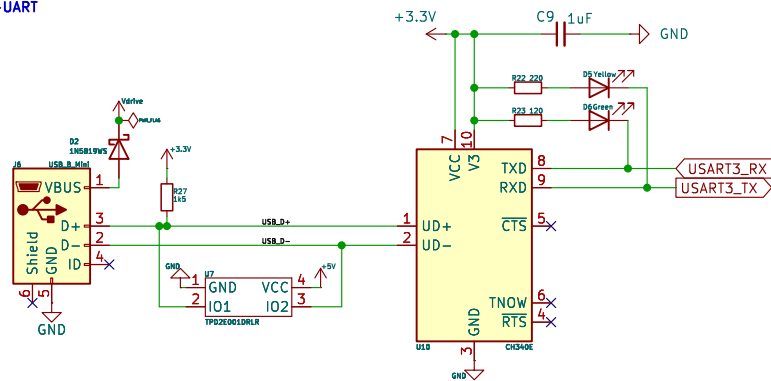 -UART
+3.3V
C9 1uF
GND
R22 220
D5 Yellow
R23 120
D6 Green
Vdrive
PWR_FLAG
D2
1N5819WS
+3.3V
7 10
VCC V3
J6 USB_B_Mini
VBUS 1
R27
1k5
TXD 8
USART3_RX
RXD 9
USART3_TX
D+ 3
USB_D+
1 UD+
CTS 5
D- 2
USB_D-
2 UD-
ID 4
Shield
GND
6 5
GND
GND
U7
+5V
1 GND VCC 4
2 IO1 IO2 3
TPD2E001DRLR
TNOW 6
RTS 4
GND
3
U10 CH340E
GND